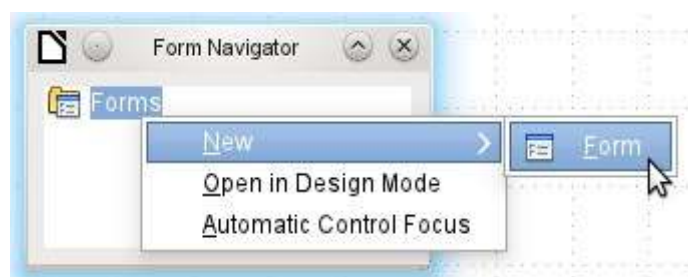 Form Navigator
Forms
New
Form
Open in Design Mode
Automatic Control Focus